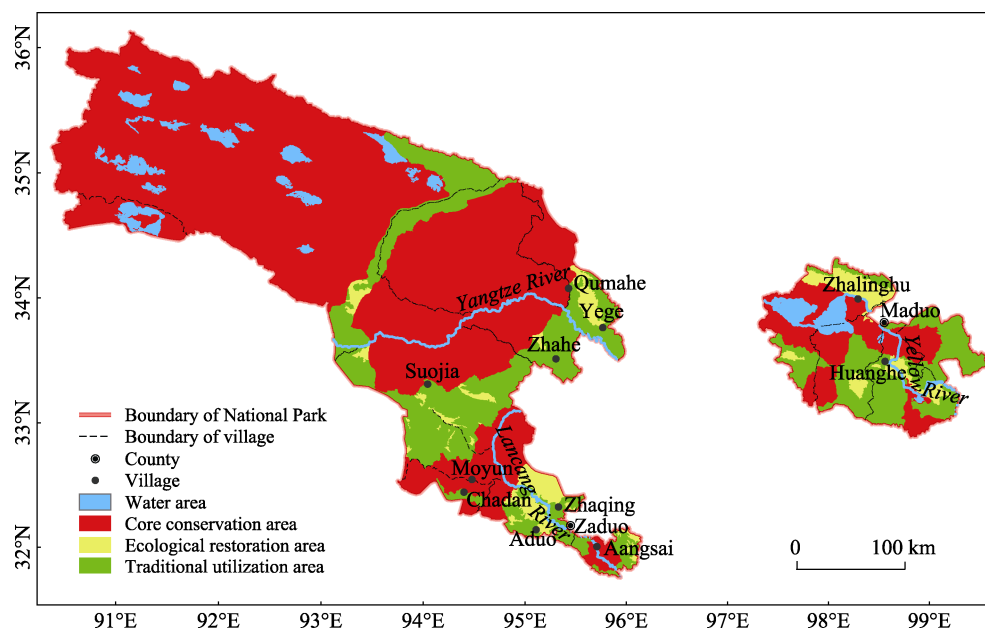 36°N
35°N
34°N
33°N
32°N
Yangtze River
Qumahe
Yege
Zhahe
Suojia
Lancang
River
Moyun
Chadan
Zhaqing
Zaduo
Aduo
Aangsai
Zhalinghu
Maduo
Yellow
River
Huanghe
Boundary of National Park
Boundary of village
County
Village
Water area
Core conservation area
Ecological restoration area
Traditional utilization area
0 100 km
91°E 92°E 93°E 94°E 95°E 96°E 97°E 98°E 99°E